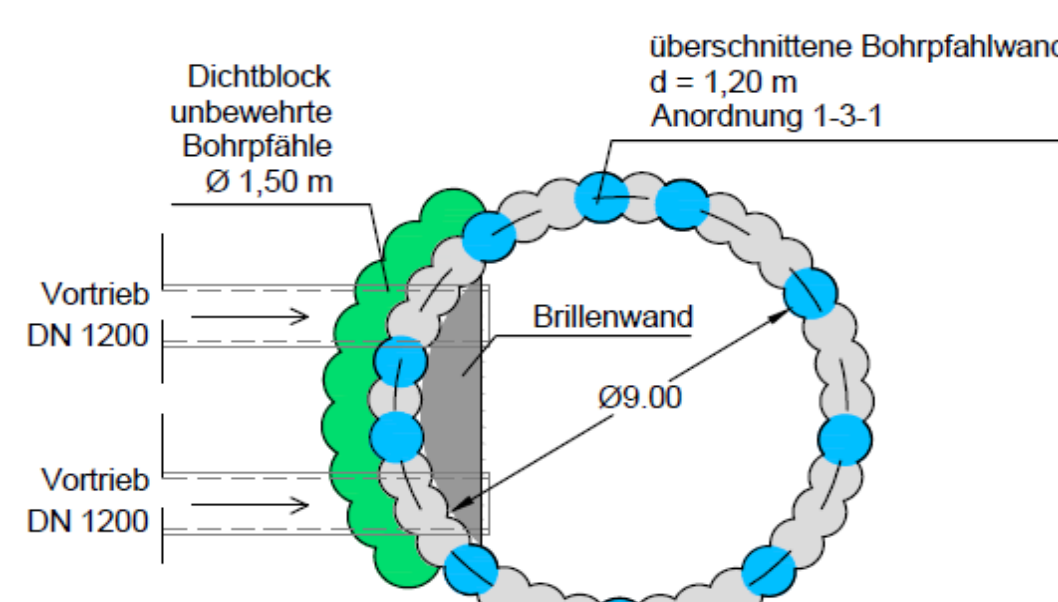 überschnittene Bohrpfahlwand
d = 1,20 m
Anordnung 1-3-1
Dichtblock
unbewehrte
Bohrpfähle
Ø 1,50 m
Vortrieb
DN 1200
Brillenwand
Ø9.00
Vortrieb
DN 1200